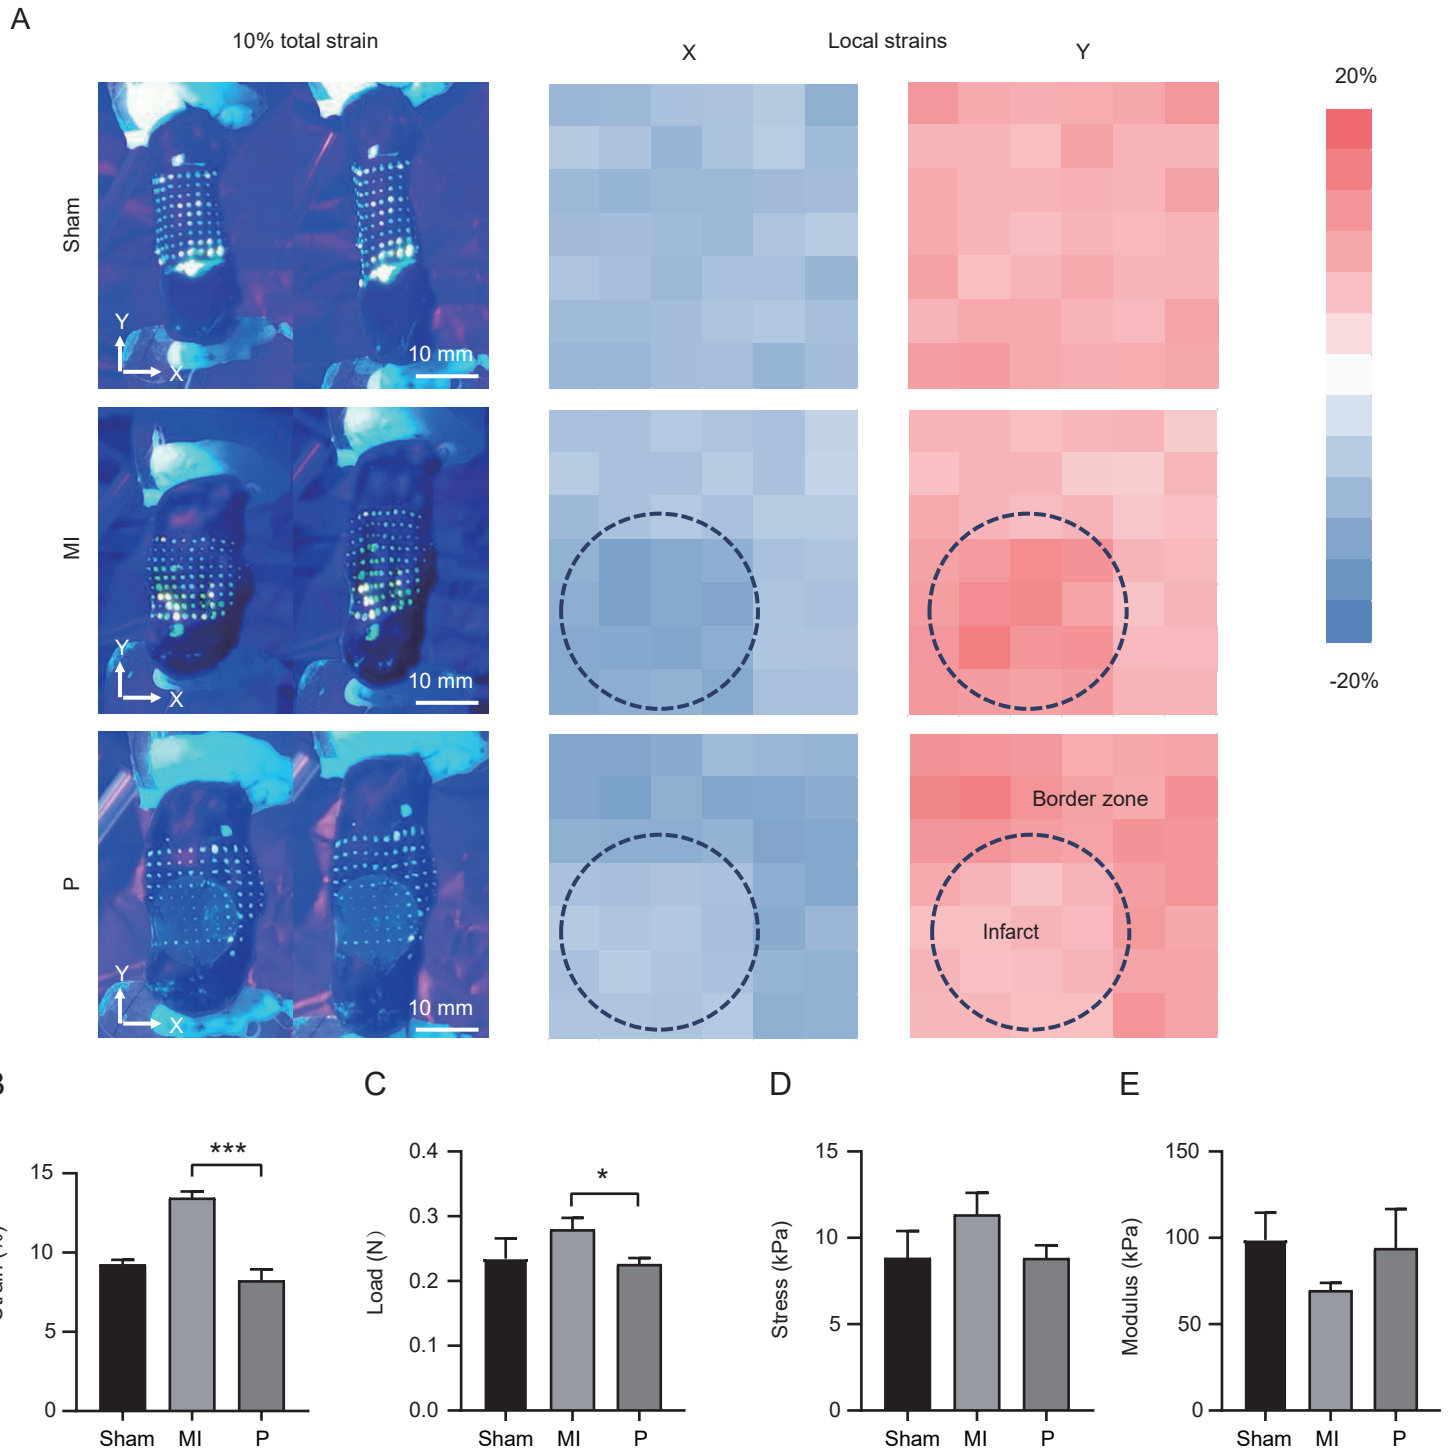 A
10% total strain
Local strains
X
Y
20%
-20%
Sham
Y
X
10 mm
MI
Y
X
10 mm
P
Y
X
10 mm
Border zone
Infarct
C
D
E
***
15
10
5
0
Sham MI P
*
Load (N)
0.4
0.3
0.2
0.1
0.0
Sham MI P
Stress (kPa)
15
10
5
0
Sham MI P
Modulus (kPa)
150
100
50
0
Sham MI P